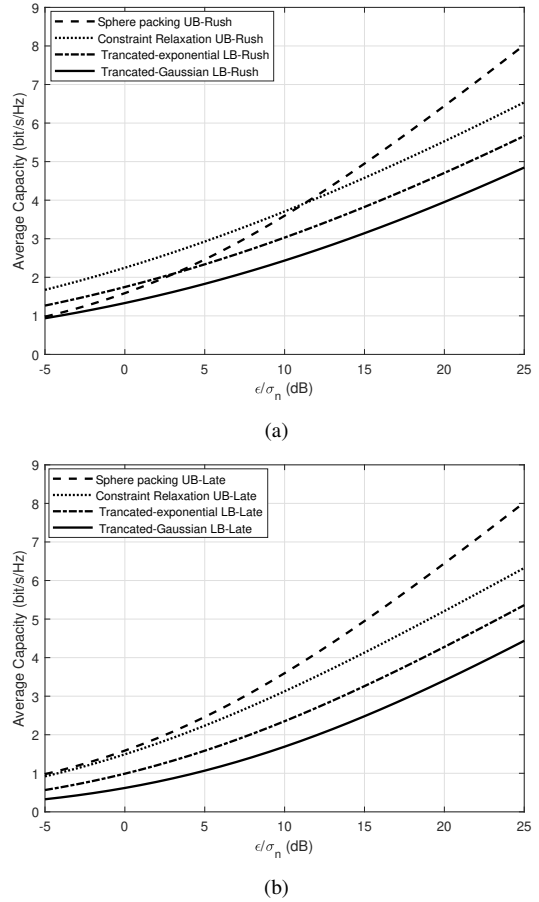 9
8
7
6
5
4
3
2
1
0
Average Capacity (bit/s/Hz)
Sphere packing UB-Rush
Constraint Relaxation UB-Rush
Trancated-exponential LB-Rush
Trancated-Gaussian LB-Rush
-5 0 5 10 15 20 25
ϵ/σn (dB)
(a)
9
8
7
6
5
4
3
2
1
0
Average Capacity (bit/s/Hz)
Sphere packing UB-Late
Constraint Relaxation UB-Late
Trancated-exponential LB-Late
Trancated-Gaussian LB-Late
-5 0 5 10 15 20 25
ϵ/σn (dB)
(b)